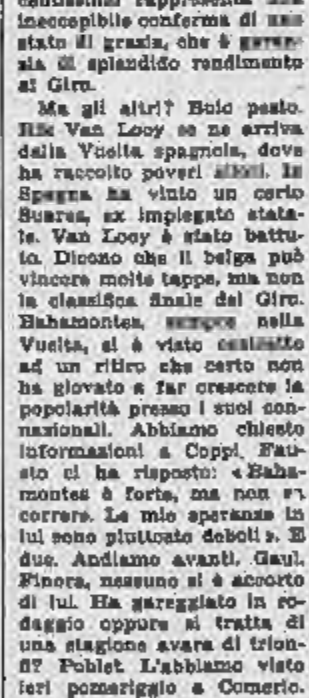 ineccepibile conferma di uno
stato di grazia, che è garan-
zia di splendido rendimento
al Giro.
Ma gli altri? Buio pesto.
Rik Van Looy se ne arriva
dalla Vuelta spagnola, dove
ha raccolto poveri allori. In
Spagna ha vinto un certo
Suarez, ex impiegato stata-
le. Van Looy è stato battu-
to. Dicono che il belga può
vincere molte tappe, ma non
la classifica finale del Giro.
Bahamontes, sempre nella
Vuelta, si è visto costretto
ad un ritiro che certo non
ha giovato a far crescere la
popolarità presso i suoi con-
nazionali. Abbiamo chiesto
informazioni a Coppi. Fau-
sto ci ha risposto: «Baha-
montes è forte, ma non sa
correre. Le mie speranze in
lui sono piuttosto deboli». E
due. Andiamo avanti. Gaul.
Finora, nessuno si è accorto
di lui. Ha gareggiato in ro-
daggio oppure si tratta di
una stagione avara di trion-
fi? Poblet. L'abbiamo visto
ieri pomeriggio a Comerio.